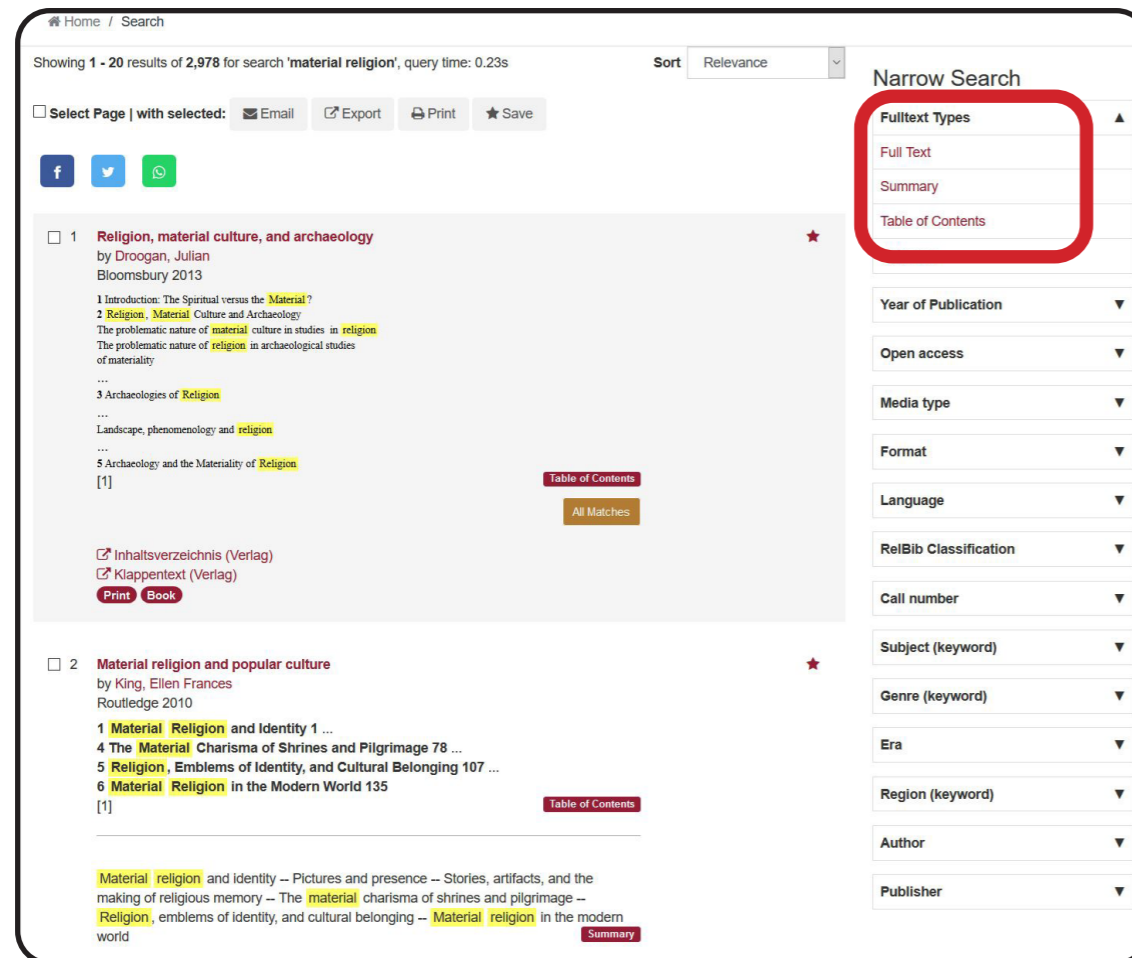 Home / Search
Showing 1 - 20 results of 2,978 for search 'material religion', query time: 0.23s
Sort Relevance
Select Page | with selected: Email Export Print Save
f
1 Religion, material culture, and archaeology
by Droogan, Julian
Bloomsbury 2013
1 Introduction: The Spiritual versus the Material?
2 Religion, Material Culture and Archaeology
The problematic nature of material culture in studies in religion
The problematic nature of religion in archaeological studies
of materiality
...
3 Archaeologies of Religion
...
Landscape, phenomenology and religion
...
5 Archaeology and the Materiality of Religion
[1]
Table of Contents
All Matches
Inhaltsverzeichnis (Verlag)
Klappentext (Verlag)
Print Book
2 Material religion and popular culture
by King, Ellen Frances
Routledge 2010
1 Material Religion and Identity 1 ...
4 The Material Charisma of Shrines and Pilgrimage 78 ...
5 Religion, Emblems of Identity, and Cultural Belonging 107 ...
6 Material Religion in the Modern World 135
[1]
Table of Contents
Material religion and identity -- Pictures and presence -- Stories, artifacts, and the
making of religious memory -- The material charisma of shrines and pilgrimage --
Religion, emblems of identity, and cultural belonging -- Material religion in the modern
world
Summary
Narrow Search
Fulltext Types
Full Text
Summary
Table of Contents
Year of Publication
Open access
Media type
Format
Language
RelBib Classification
Call number
Subject (keyword)
Genre (keyword)
Era
Region (keyword)
Author
Publisher